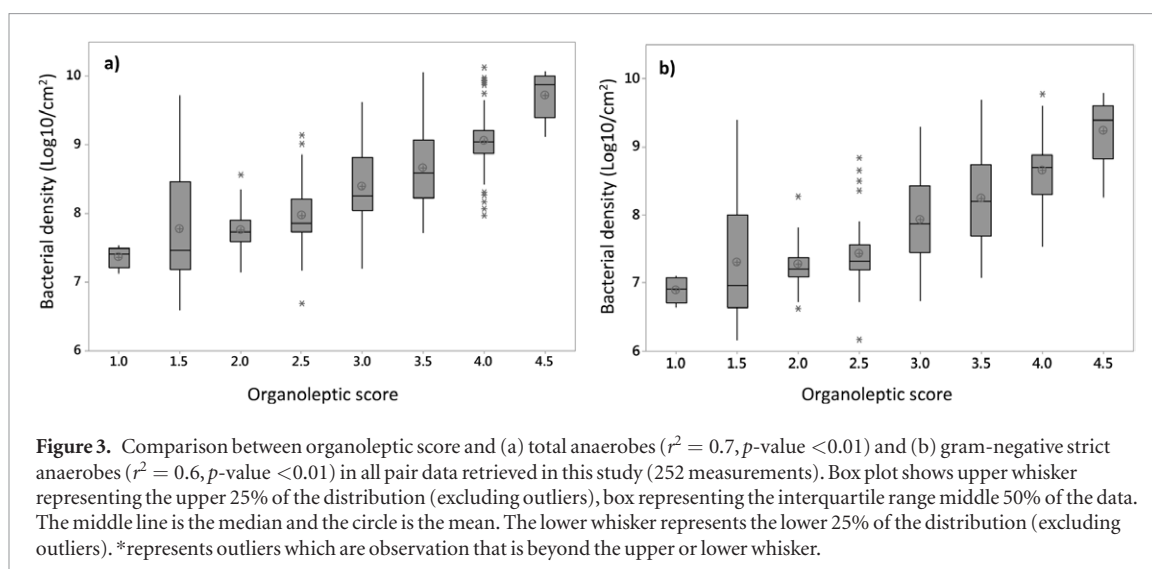 a)
Bacterial density (Log10/cm²)
10
9
8
7
6
1.0 1.5 2.0 2.5 3.0 3.5 4.0 4.5
Organoleptic score
b)
Bacterial density (Log10/cm²)
10
9
8
7
6
1.0 1.5 2.0 2.5 3.0 3.5 4.0 4.5
Organoleptic score
Figure 3. Comparison between organoleptic score and (a) total anaerobes (r² = 0.7, p-value <0.01) and (b) gram-negative strict
anaerobes (r² = 0.6, p-value <0.01) in all pair data retrieved in this study (252 measurements). Box plot shows upper whisker
representing the upper 25% of the distribution (excluding outliers), box representing the interquartile range middle 50% of the data.
The middle line is the median and the circle is the mean. The lower whisker represents the lower 25% of the distribution (excluding
outliers). *represents outliers which are observation that is beyond the upper or lower whisker.